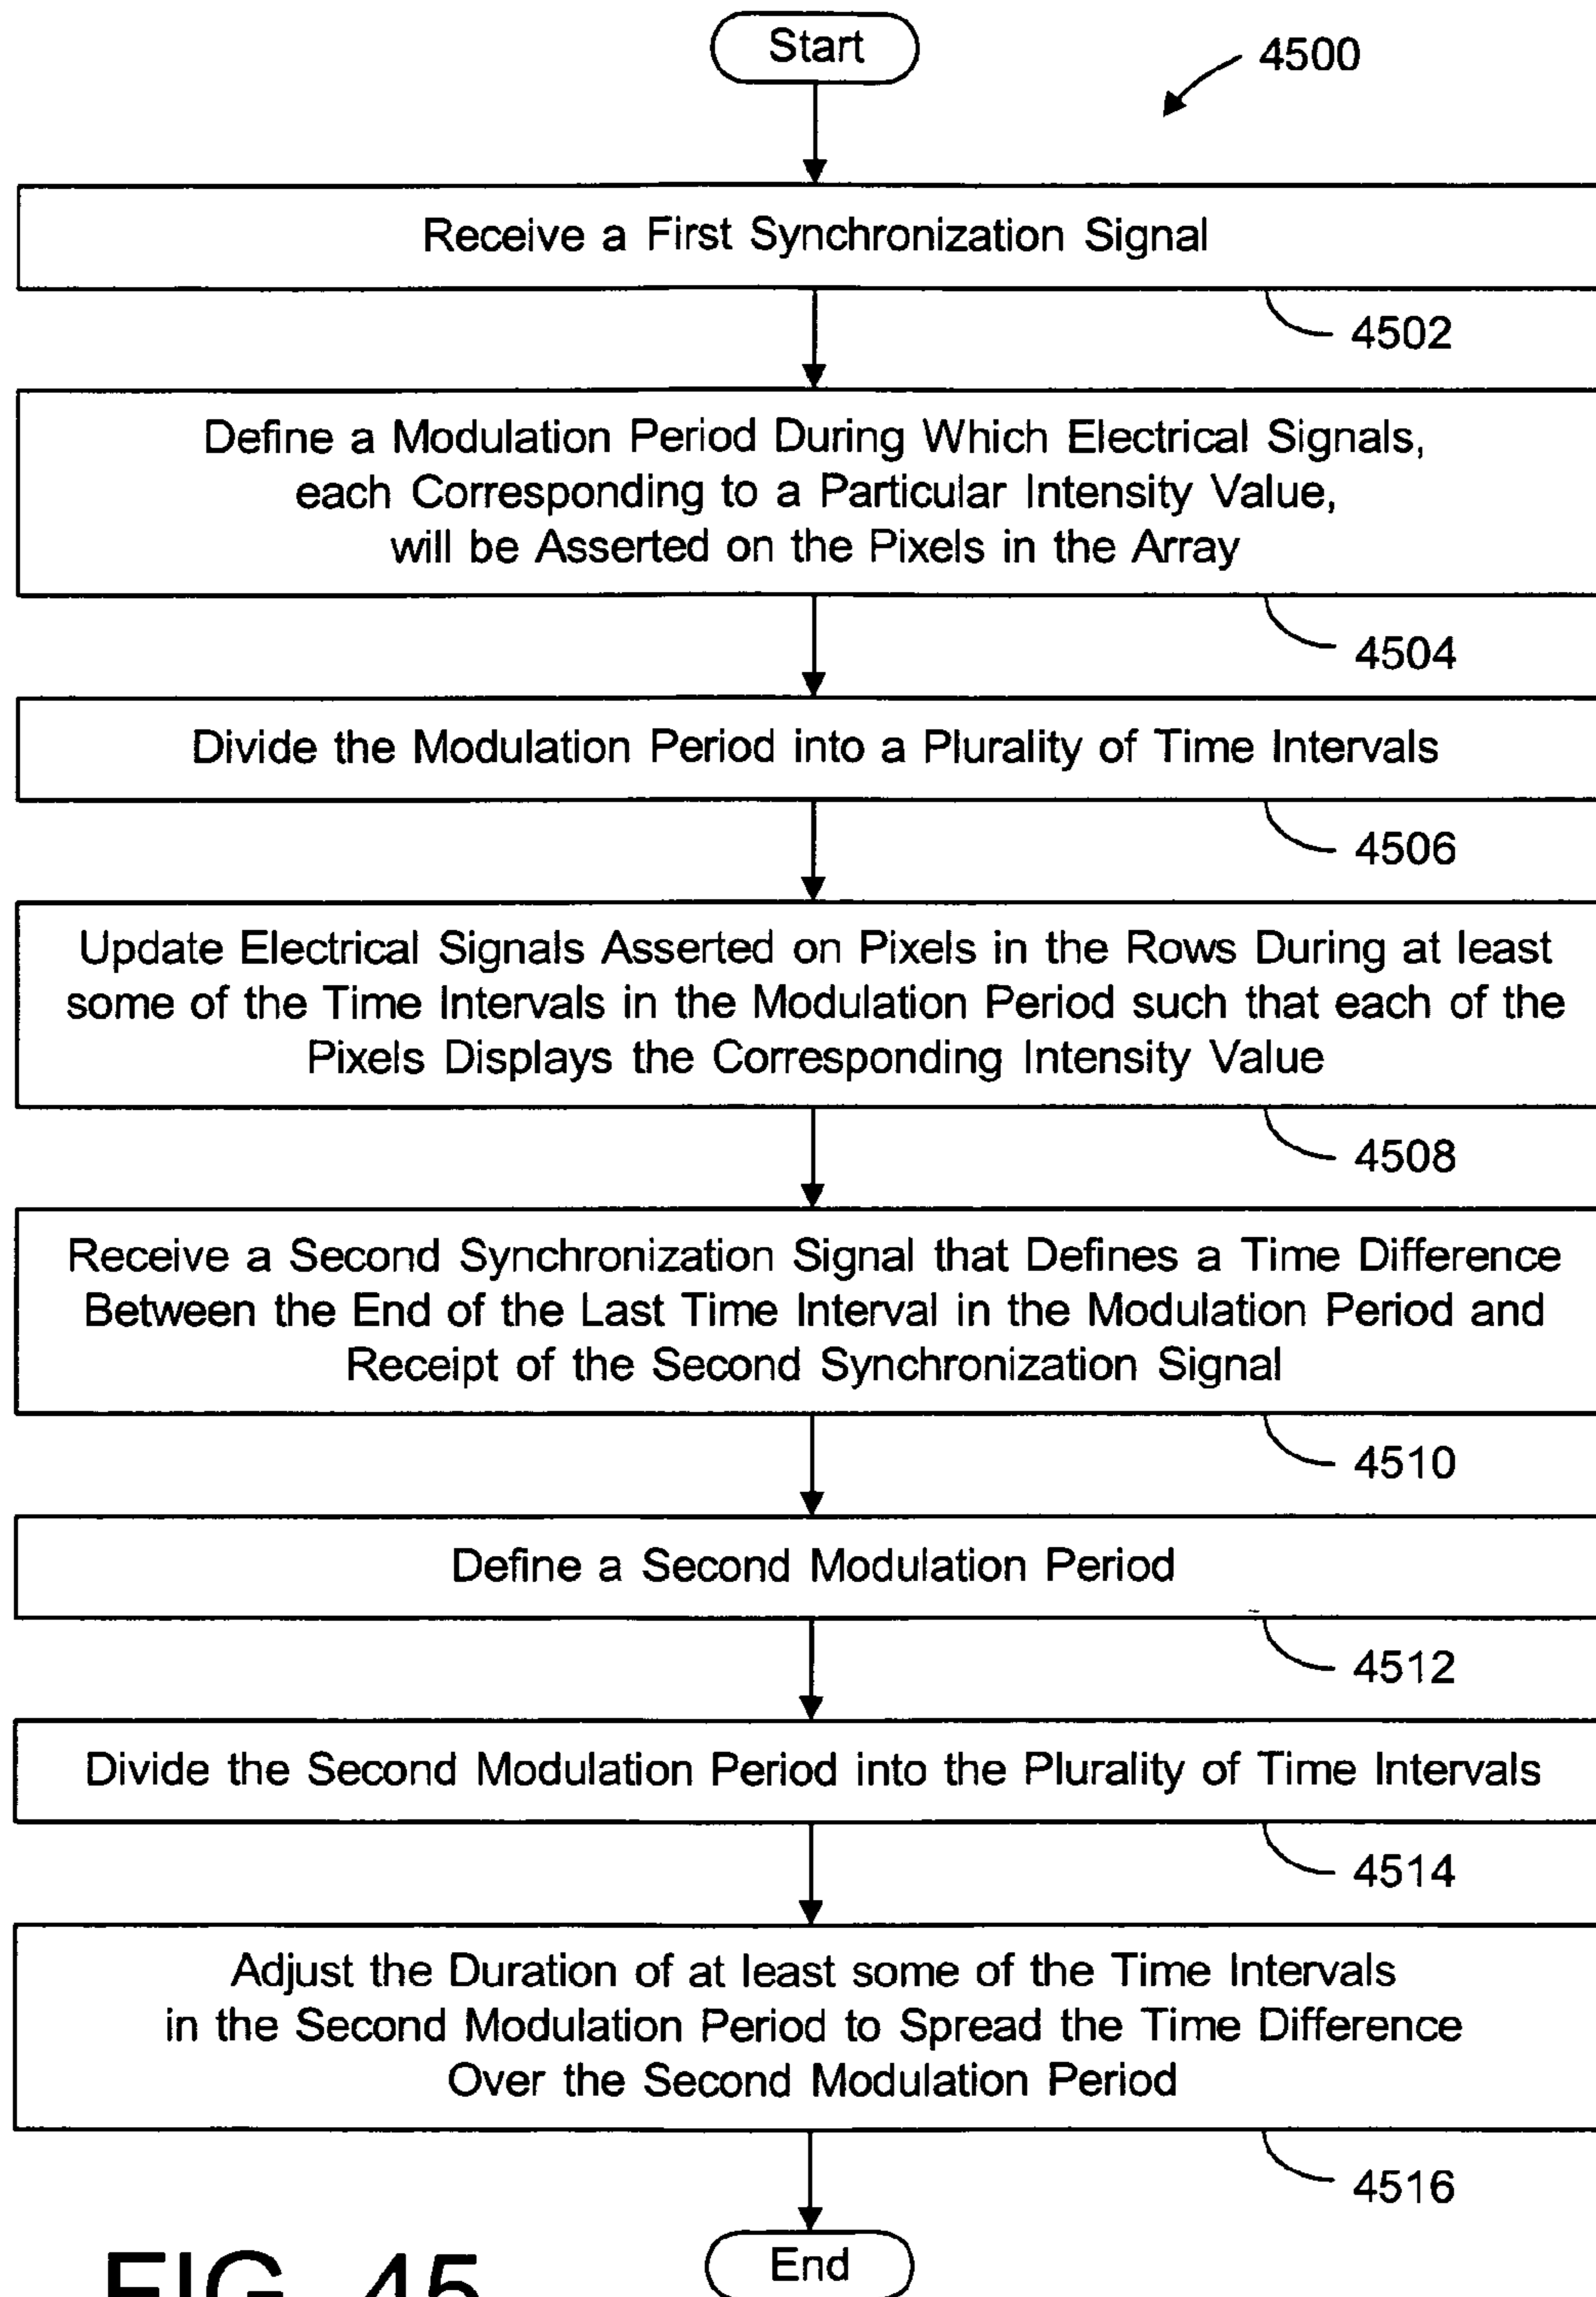 Start
4500
Receive a First Synchronization Signal
4502
Define a Modulation Period During Which Electrical Signals,
each Corresponding to a Particular Intensity Value,
will be Asserted on the Pixels in the Array
4504
Divide the Modulation Period into a Plurality of Time Intervals
4506
Update Electrical Signals Asserted on Pixels in the Rows During at least
some of the Time Intervals in the Modulation Period such that each of the
Pixels Displays the Corresponding Intensity Value
4508
Receive a Second Synchronization Signal that Defines a Time Difference
Between the End of the Last Time Interval in the Modulation Period and
Receipt of the Second Synchronization Signal
4510
Define a Second Modulation Period
4512
Divide the Second Modulation Period into the Plurality of Time Intervals
4514
Adjust the Duration of at least some of the Time Intervals
in the Second Modulation Period to Spread the Time Difference
Over the Second Modulation Period
4516
End
FIG. 45